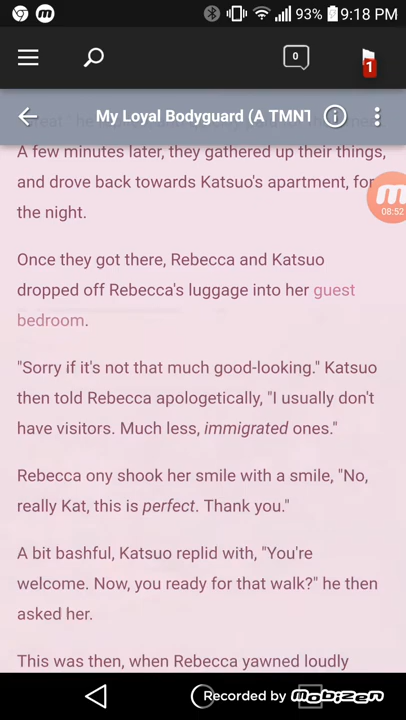 93% 9:18 PM
0
1
My Loyal Bodyguard (A TMNT
A few minutes later, they gathered up their things,
and drove back towards Katsuo's apartment, for
the night.
08:52
Once they got there, Rebecca and Katsuo
dropped off Rebecca's luggage into her guest
bedroom.
"Sorry if it's not that much good-looking." Katsuo
then told Rebecca apologetically, "I usually don't
have visitors. Much less, immigrated ones."
Rebecca ony shook her smile with a smile, "No,
really Kat, this is perfect. Thank you."
A bit bashful, Katsuo replid with, "You're
welcome. Now, you ready for that walk?" he then
asked her.
This was then, when Rebecca yawned loudly
Recorded by Mobizen